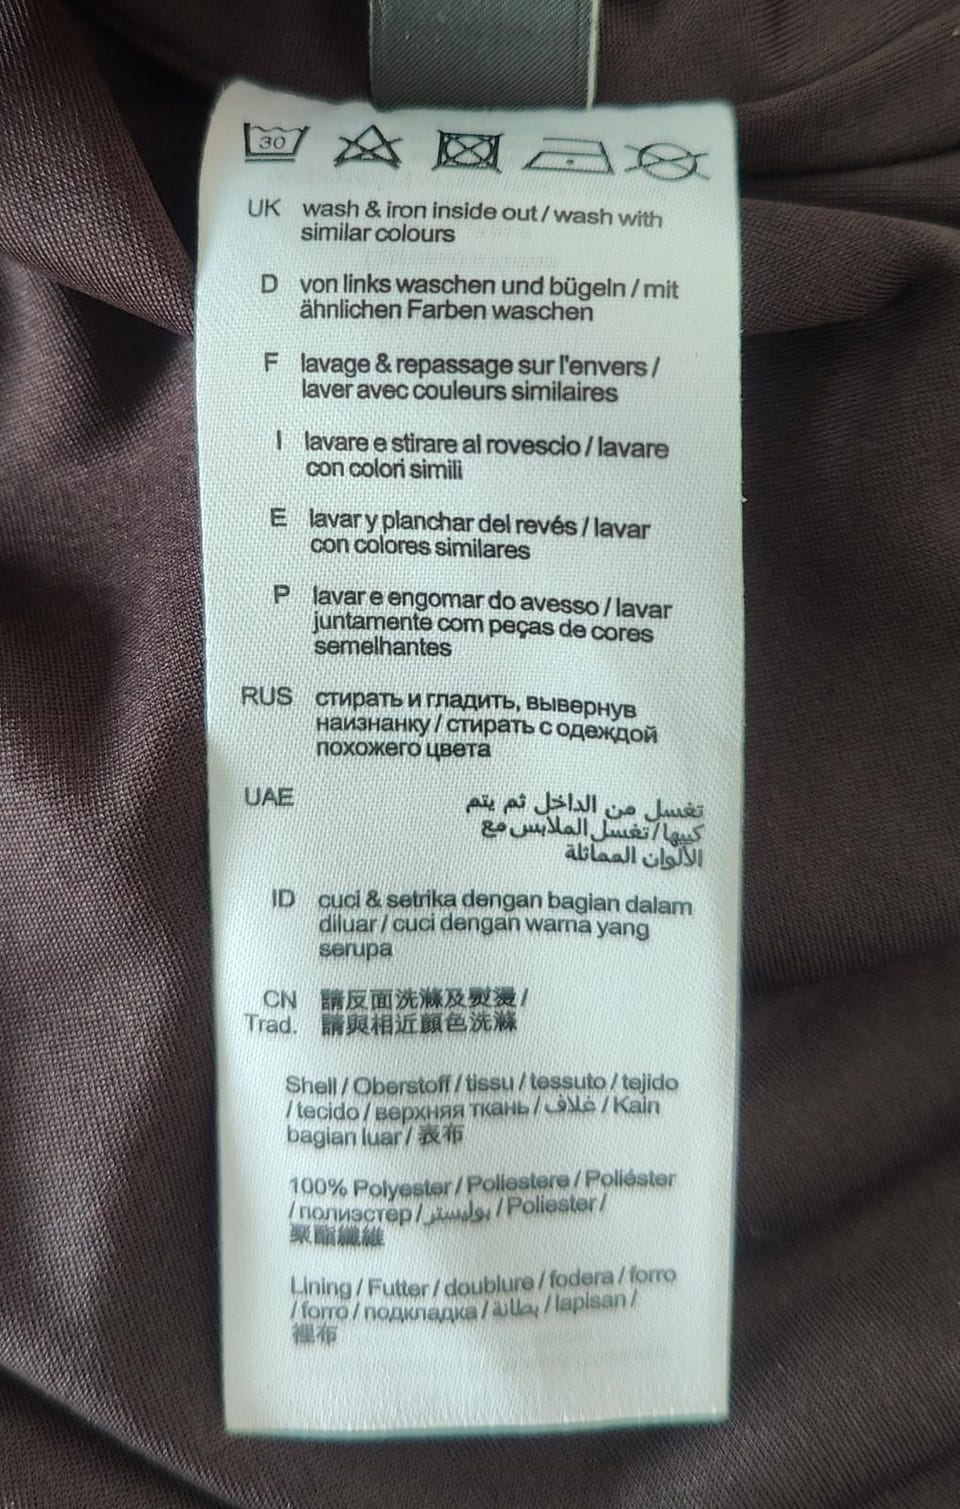 30
UK wash & iron inside out / wash with
similar colours
D von links waschen und bügeln / mit
ähnlichen Farben waschen
F lavage & repassage sur l'envers /
laver avec couleurs similaires
I lavare e stirare al rovescio / lavare
con colori simili
E lavar y planchar del revés / lavar
con colores similares
P lavar e engomar do avesso / lavar
juntamente com peças de cores
semelhantes
RUS стирать и гладить, вывернув
наизнанку / стирать с одеждой
похожего цвета
UAE تغسل من الداخل ثم يتم
كييها/تغسل الملابس مع
الألوان المماثلة
ID cuci & setrika dengan bagian dalam
diluar / cuci dengan warna yang
serupa
CN 請反面洗滌及熨燙 /
Trad. 請與相近顏色洗滌
Shell / Oberstoff / tissu / tessuto / tejido
/ tecido / верхняя ткань / غلاف / Kain
bagian luar / 表布
100% Polyester / Poliestere / Poliéster
/ полиэстер / بوليستر / Poliester /
聚酯纖維
Lining / Futter / doublure / fodera / forro
/ forro / подкладка / بطانة / lapisan /
裡布